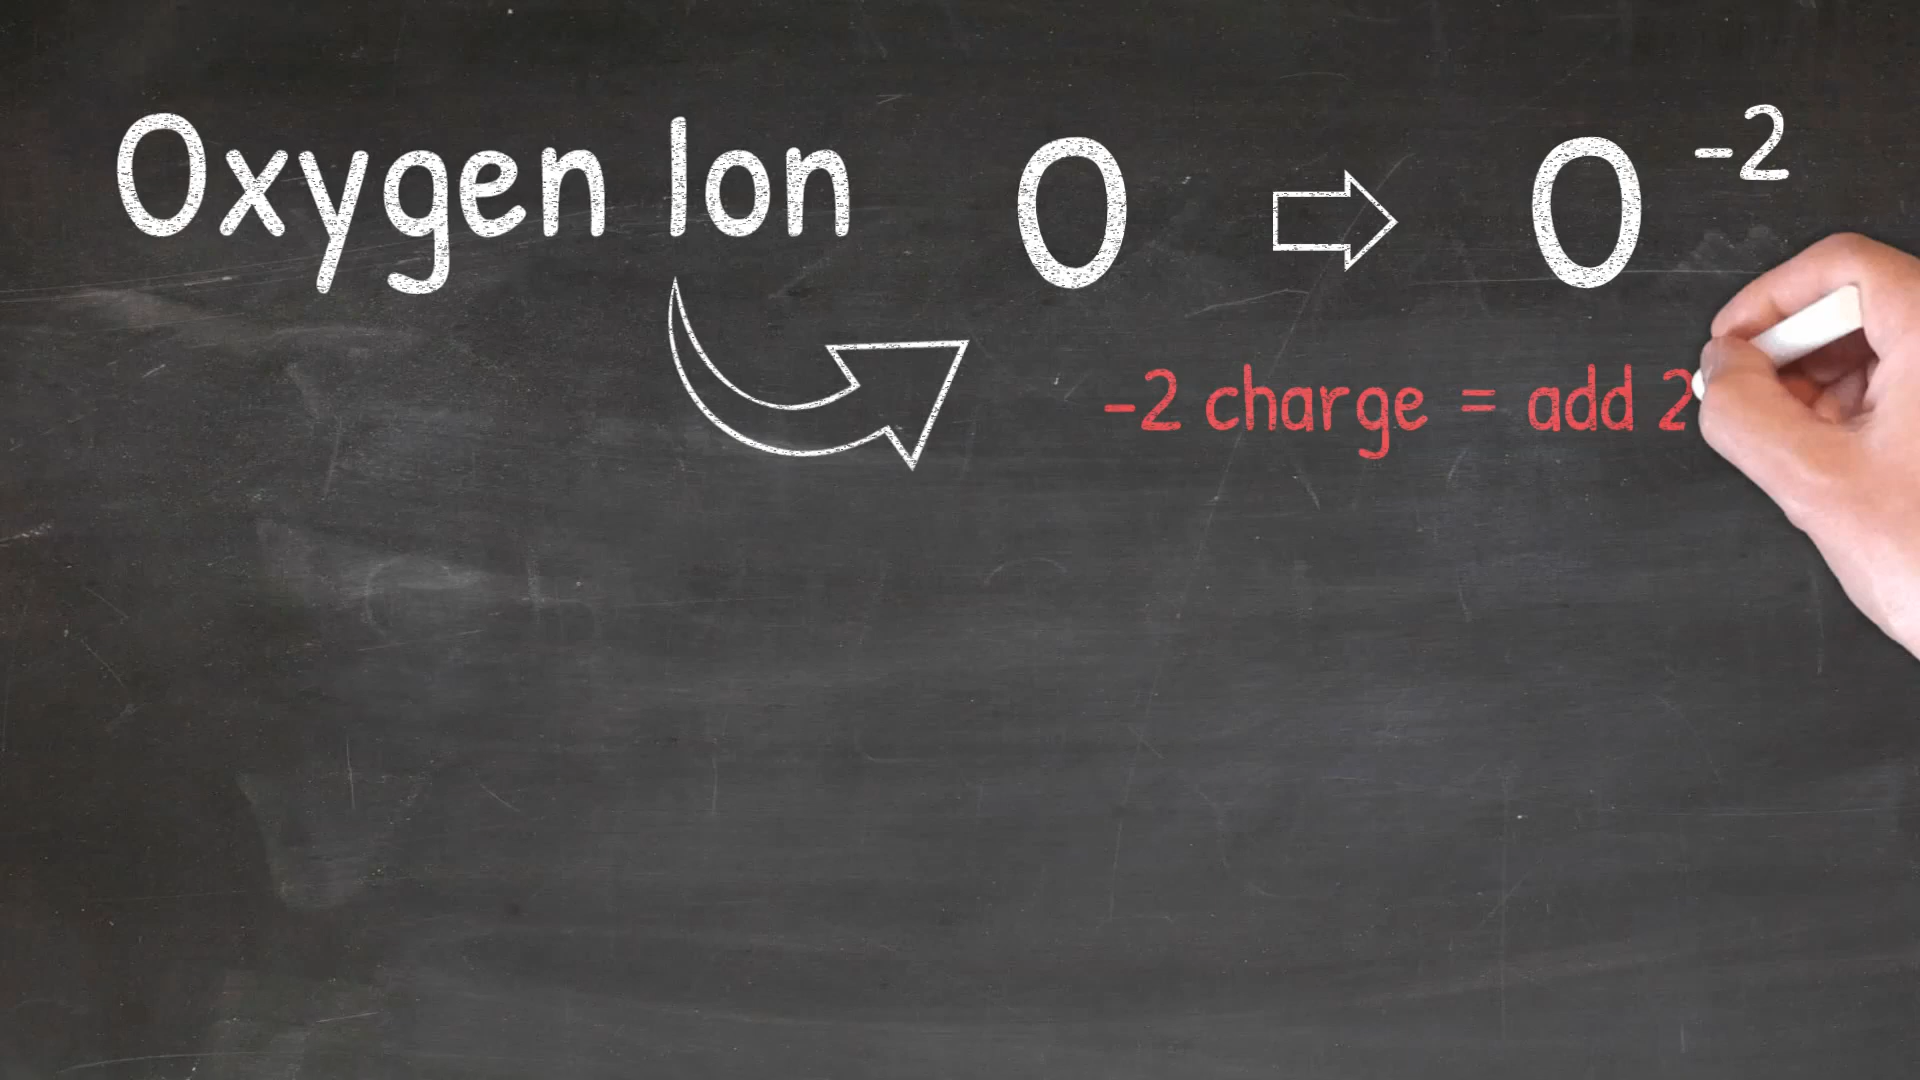 Oxygen Ion O ⇨ O -2
-2 charge = add 2